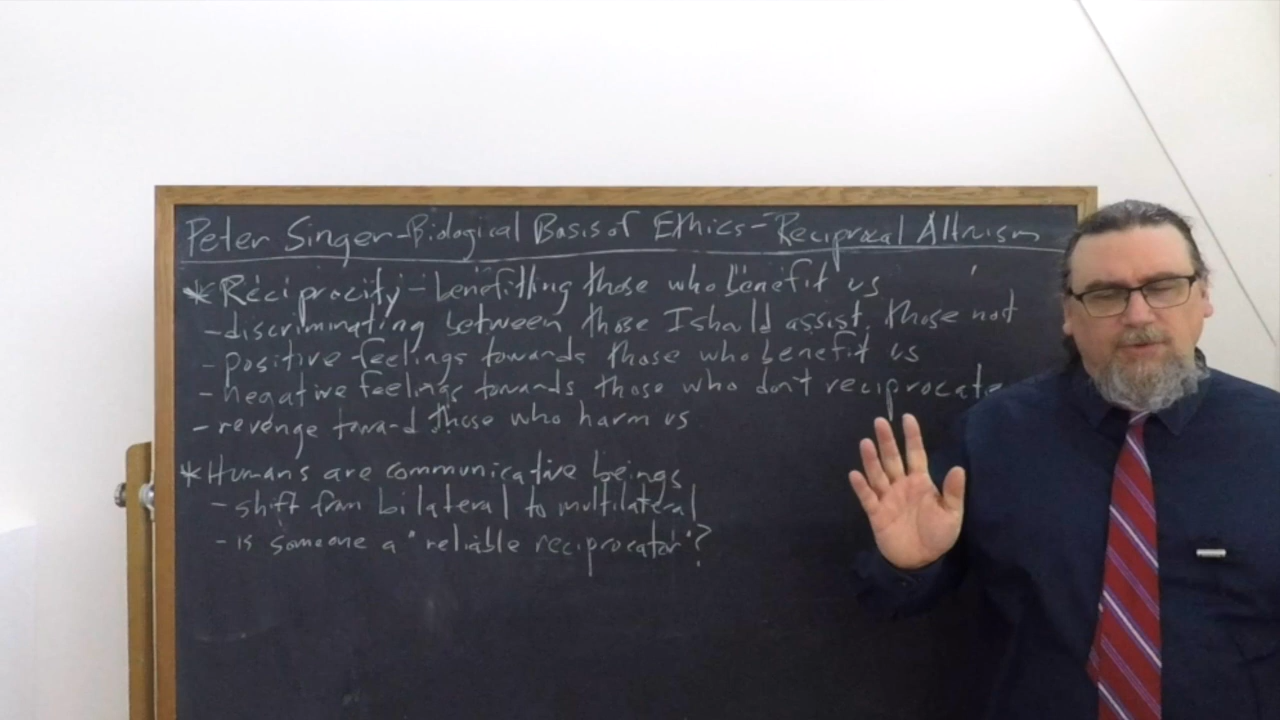 Peter Singer - Biological Basis of Ethics - Reciprocal Altruism
* Reciprocity - benefitting those who benefit us
- discriminating between those I should assist, those not
- positive feelings towards those who benefit us
- negative feelings towards those who don't reciprocate
- revenge toward those who harm us
* Humans are communicative beings
- shift from bilateral to multilateral
- is someone a "reliable reciprocator"?